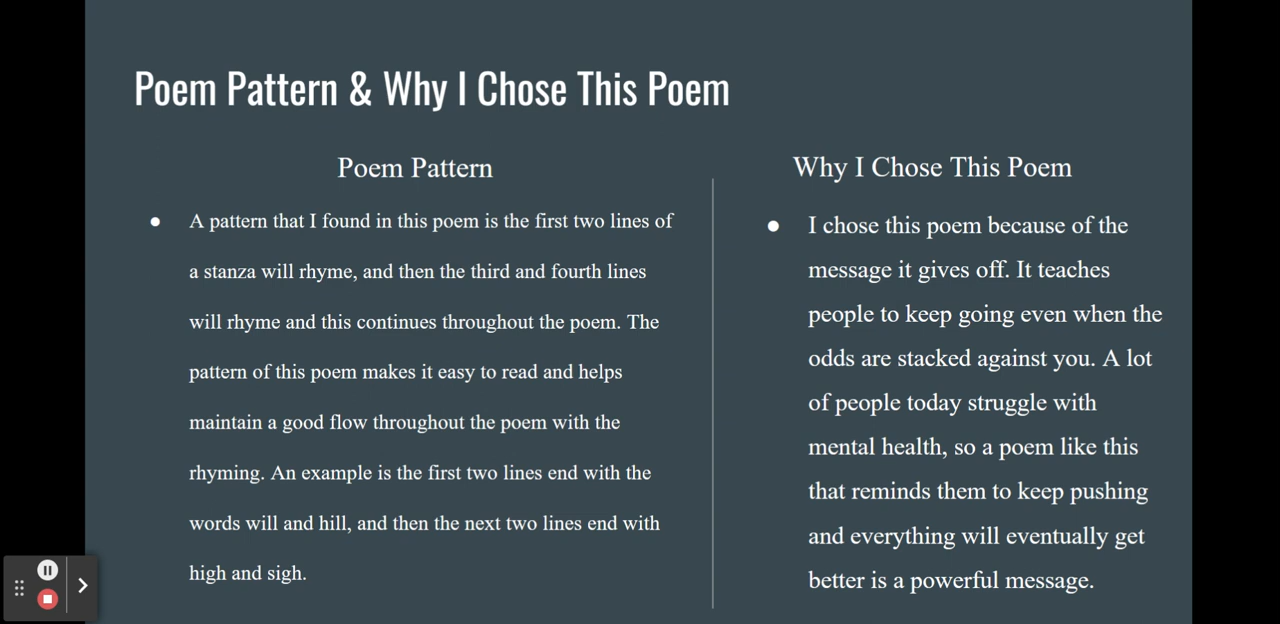 Poem Pattern & Why I Chose This Poem
Poem Pattern
● A pattern that I found in this poem is the first two lines of
a stanza will rhyme, and then the third and fourth lines
will rhyme and this continues throughout the poem. The
pattern of this poem makes it easy to read and helps
maintain a good flow throughout the poem with the
rhyming. An example is the first two lines end with the
words will and hill, and then the next two lines end with
high and sigh.
Why I Chose This Poem
● I chose this poem because of the
message it gives off. It teaches
people to keep going even when the
odds are stacked against you. A lot
of people today struggle with
mental health, so a poem like this
that reminds them to keep pushing
and everything will eventually get
better is a powerful message.